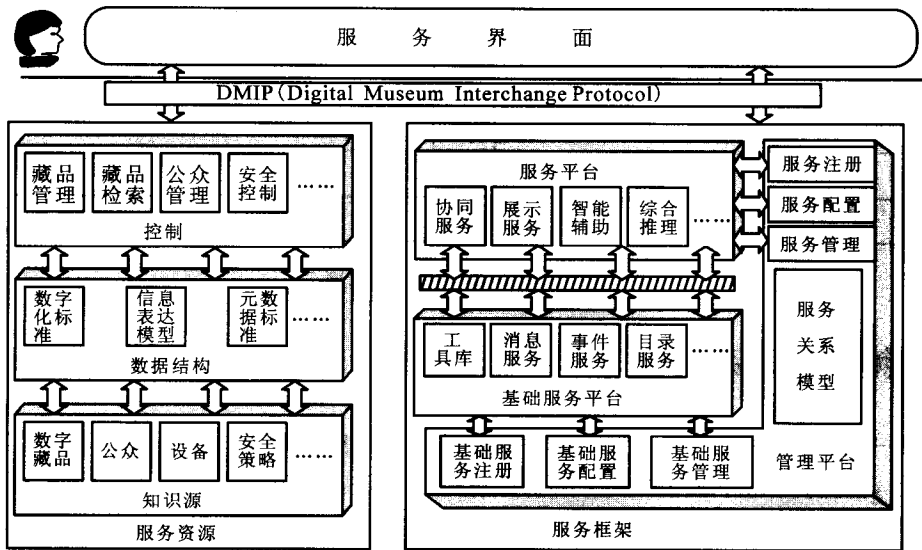 服务界面
DMIP(Digital Museum Interchange Protocol)
藏品
管理
藏品
检索
公众
管理
安全
控制
……
控制
数字
化标
准
信息
表达
模型
元数
据标
准
……
数据结构
数字
藏品
公众
设备
安全
策略
……
知识源
服务资源
服务平台
协同
服务
展示
服务
智能
辅助
综合
推理
……
工
具库
消息
服务
事件
服务
目录
服务
……
基础服务平台
服务注册
服务配置
服务管理
服务
关系
模型
基础服
务注册
基础服
务配置
基础服
务管理
管理平台
服务框架